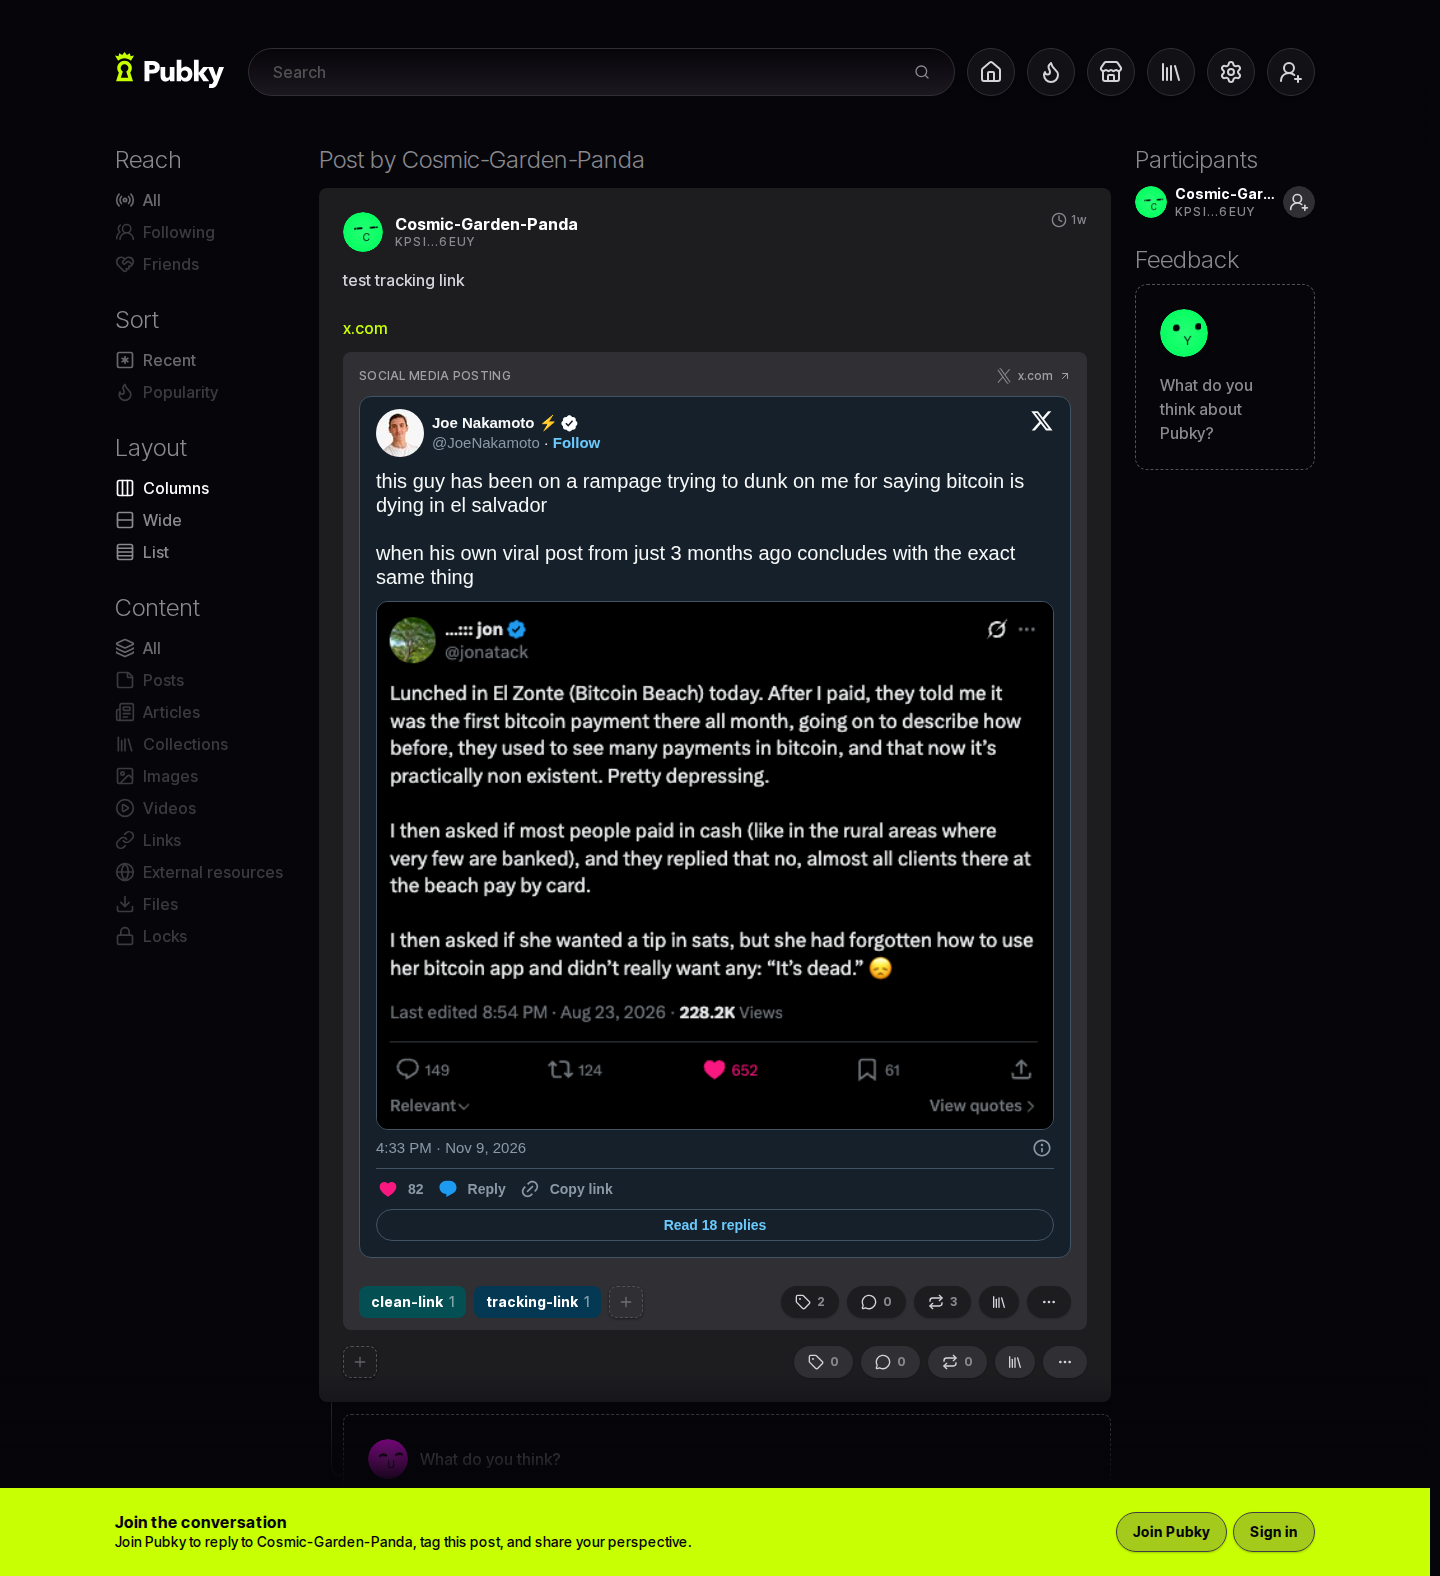 Pubky
Search
Reach
All
Following
Friends
Sort
Recent
Popularity
Layout
Columns
Wide
List
Content
All
Posts
Articles
Collections
Images
Videos
Links
External resources
Files
Locks
Post by Cosmic-Garden-Panda
Cosmic-Garden-Panda
KPSI...6EUY
1w
test tracking link
x.com
SOCIAL MEDIA POSTING
x.com
Joe Nakamoto ⚡
@JoeNakamoto · Follow
this guy has been on a rampage trying to dunk on me for saying bitcoin is
dying in el salvador
when his own viral post from just 3 months ago concludes with the exact
same thing
...::: jon
@jonatack
Lunched in El Zonte (Bitcoin Beach) today. After I paid, they told me it
was the first bitcoin payment there all month, going on to describe how
before, they used to see many payments in bitcoin, and that now it's
practically non existent. Pretty depressing.
I then asked if most people paid in cash (like in the rural areas where
very few are banked), and they replied that no, almost all clients there at
the beach pay by card.
I then asked if she wanted a tip in sats, but she had forgotten how to use
her bitcoin app and didn't really want any: “It's dead.” 😞
Last edited 8:54 PM · Aug 23, 2026 · 228.2K Views
149 124 652 61
Relevant View quotes
4:33 PM · Nov 9, 2026
82 Reply Copy link
Read 18 replies
clean-link 1 tracking-link 1 2 0 3
0 0 0
What do you think?
Participants
Cosmic-Gar...
KPSI...6EUY
Feedback
What do you
think about
Pubky?
Join the conversation
Join Pubky to reply to Cosmic-Garden-Panda, tag this post, and share your perspective.
Join Pubky Sign in